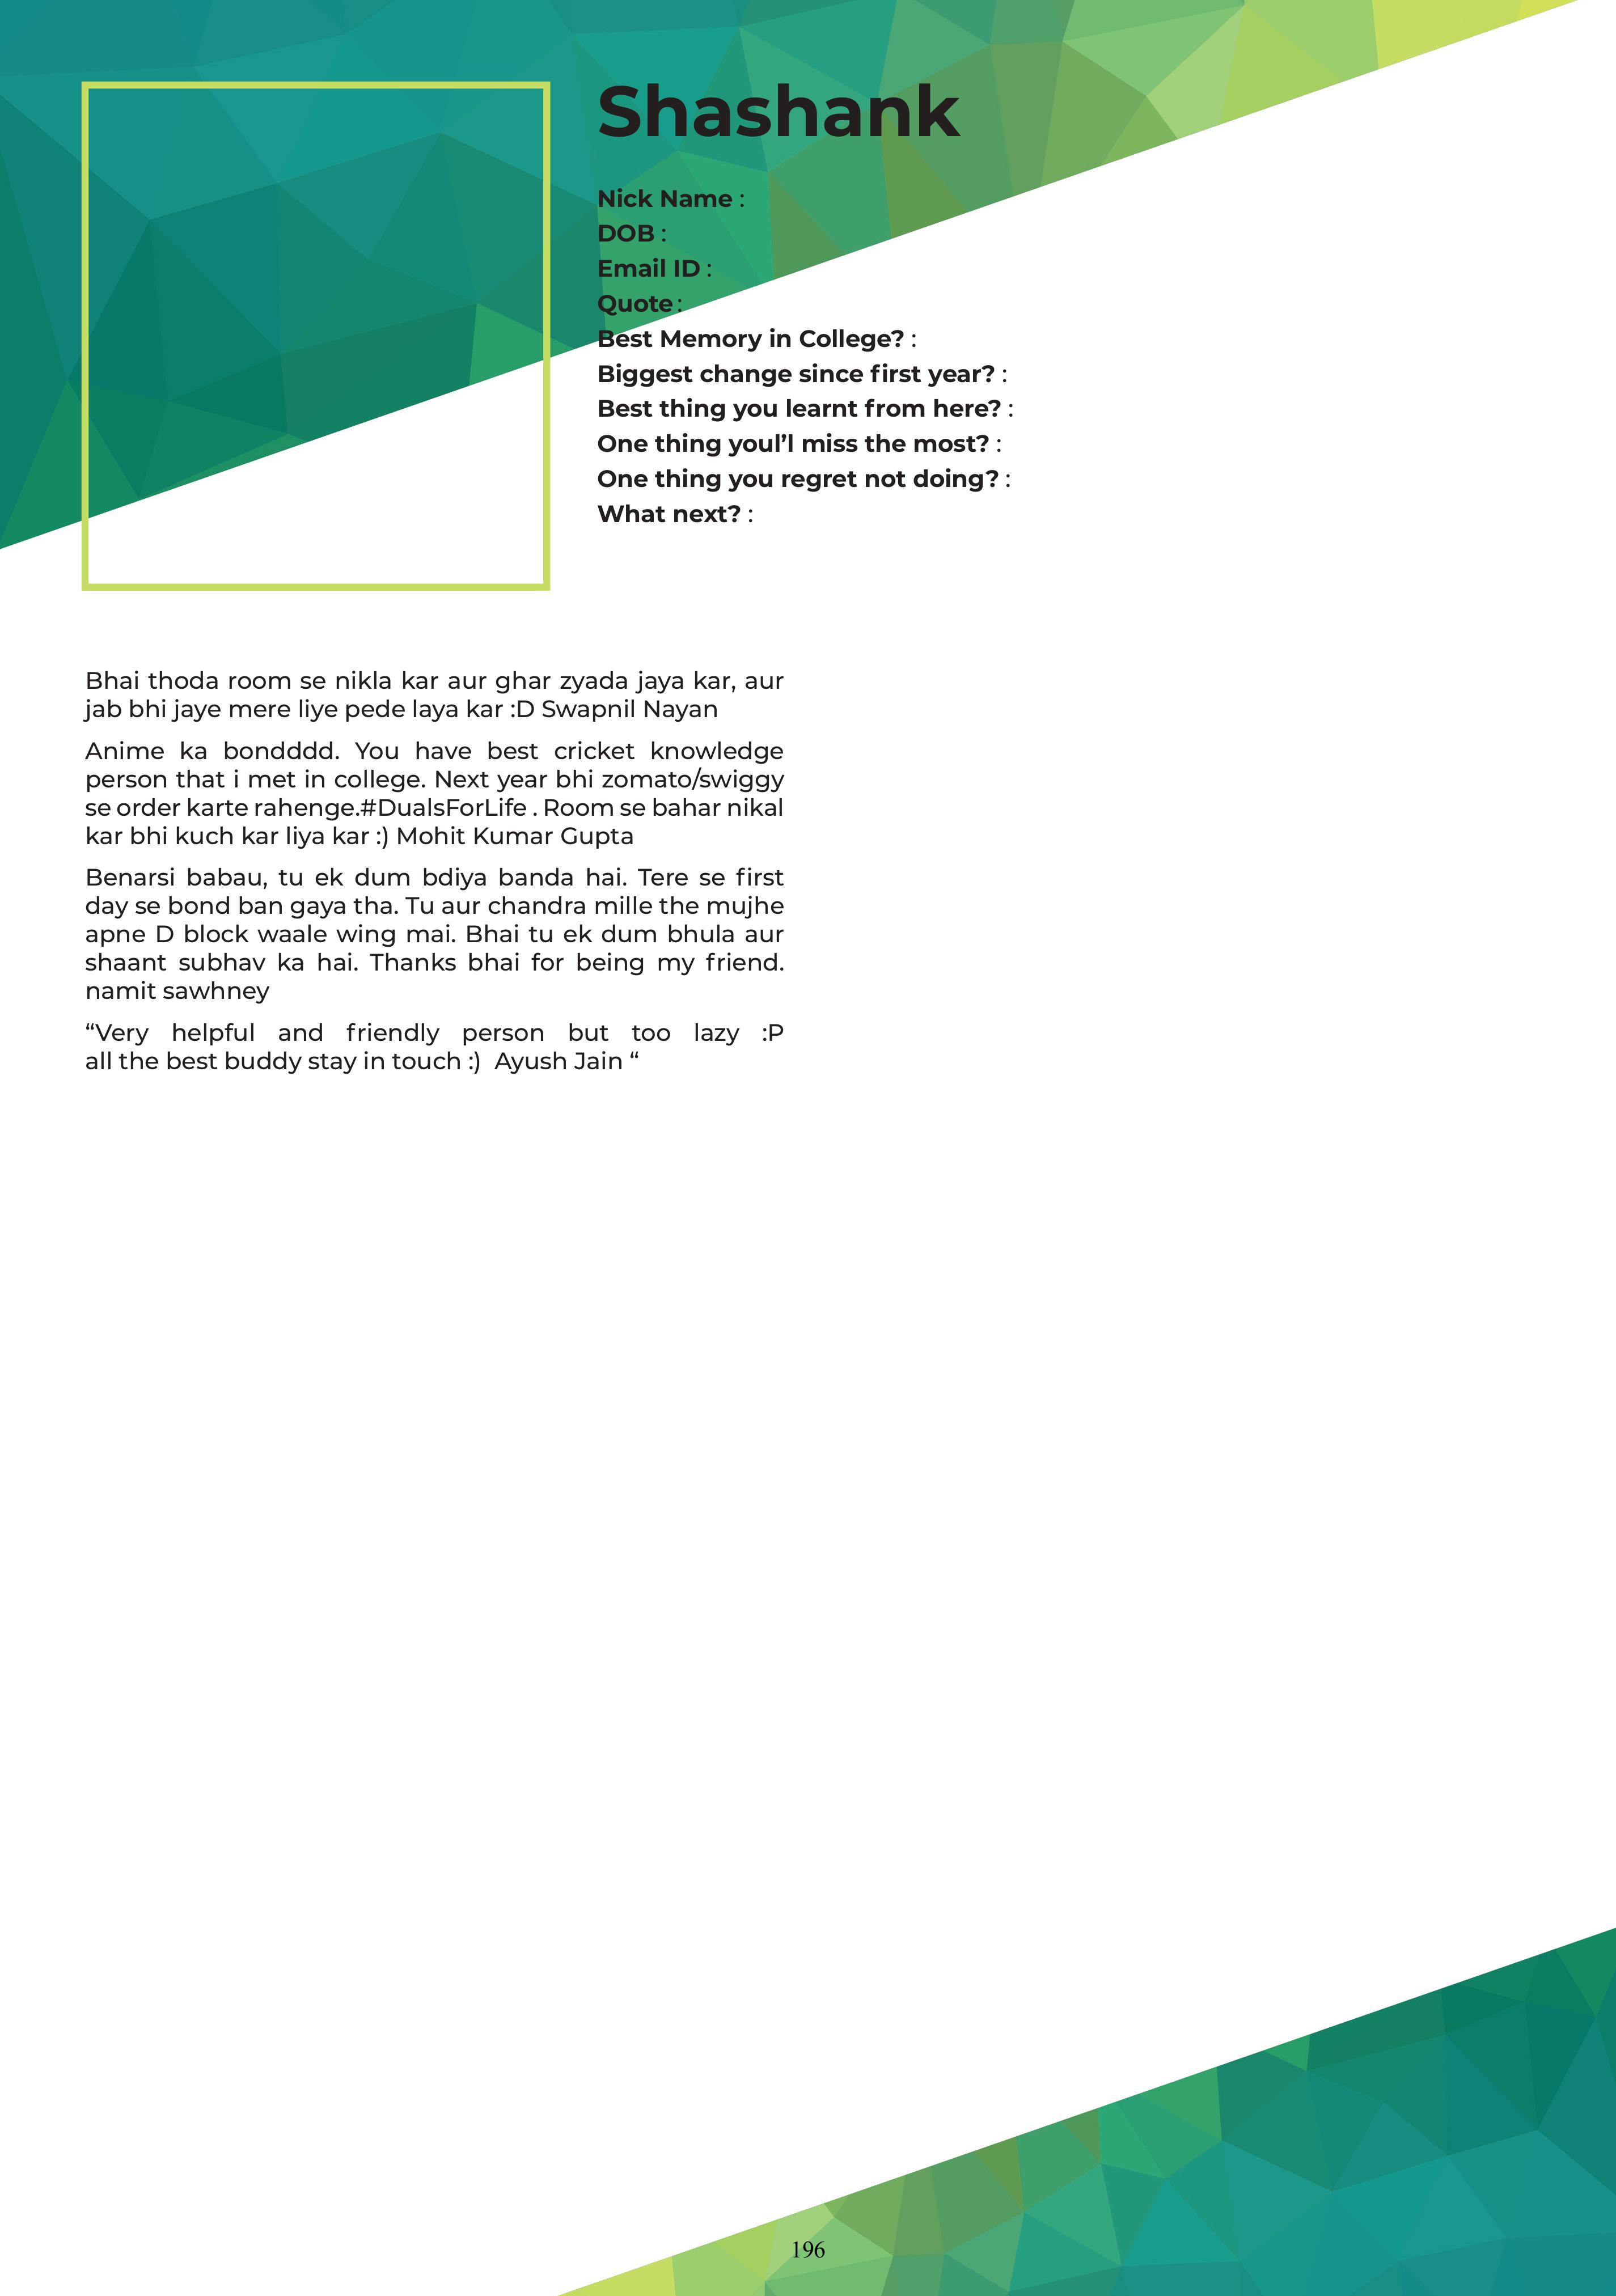 Shashank
Nick Name :
DOB :
Email ID :
Quote :
Best Memory in College? :
Biggest change since first year? :
Best thing you learnt from here? :
One thing youl’l miss the most? :
One thing you regret not doing? :
What next? :
Bhai thoda room se nikla kar aur ghar zyada jaya kar, aur
jab bhi jaye mere liye pede laya kar :D Swapnil Nayan
Anime ka bondddd. You have best cricket knowledge
person that i met in college. Next year bhi zomato/swiggy
se order karte rahenge.#DualsForLife . Room se bahar nikal
kar bhi kuch kar liya kar :) Mohit Kumar Gupta
Benarsi babau, tu ek dum bdiya banda hai. Tere se first
day se bond ban gaya tha. Tu aur chandra mille the mujhe
apne D block waale wing mai. Bhai tu ek dum bhula aur
shaant subhav ka hai. Thanks bhai for being my friend.
namit sawhney
“Very helpful and friendly person but too lazy :P
all the best buddy stay in touch :)  Ayush Jain “
196